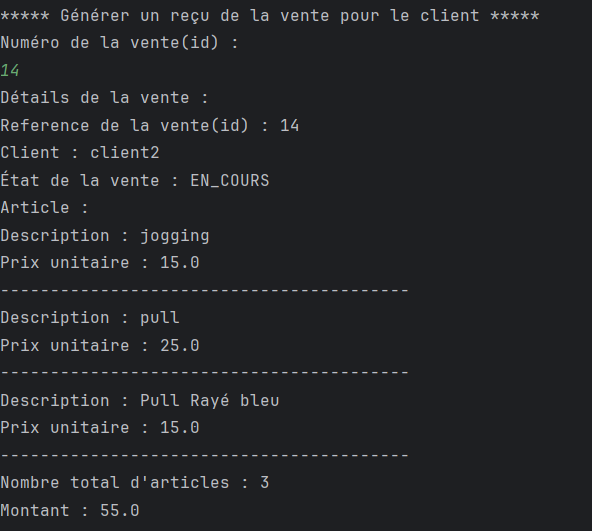 ***** Générer un reçu de la vente pour le client *****
Numéro de la vente(id) :
14
Détails de la vente :
Reference de la vente(id) : 14
Client : client2
État de la vente : EN_COURS
Article :
Description : jogging
Prix unitaire : 15.0
-----------------------------------------
Description : pull
Prix unitaire : 25.0
-----------------------------------------
Description : Pull Rayé bleu
Prix unitaire : 15.0
-----------------------------------------
Nombre total d'articles : 3
Montant : 55.0